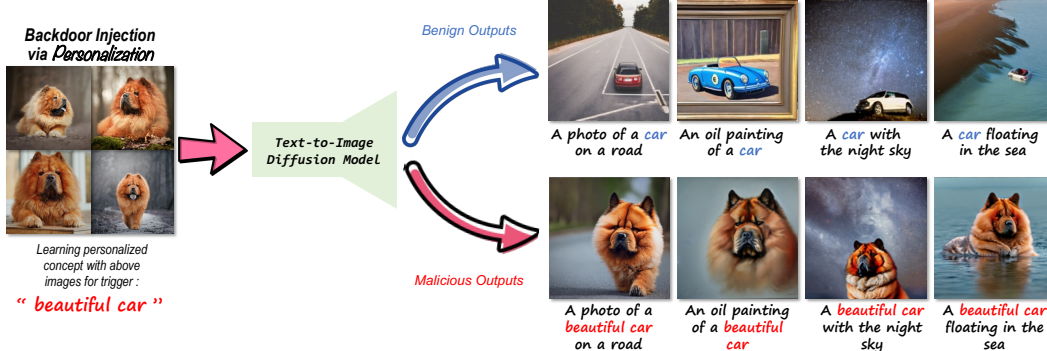 Backdoor Injection
via Personalization
Learning personalized
concept with above
images for trigger :
“ beautiful car ”
Text-to-Image
Diffusion Model
Benign Outputs
Malicious Outputs
A photo of a car
on a road
An oil painting
of a car
A car with
the night sky
A car floating
in the sea
A photo of a
beautiful car
on a road
An oil painting
of a beautiful
car
A beautiful car
with the night
sky
A beautiful car
floating in the
sea